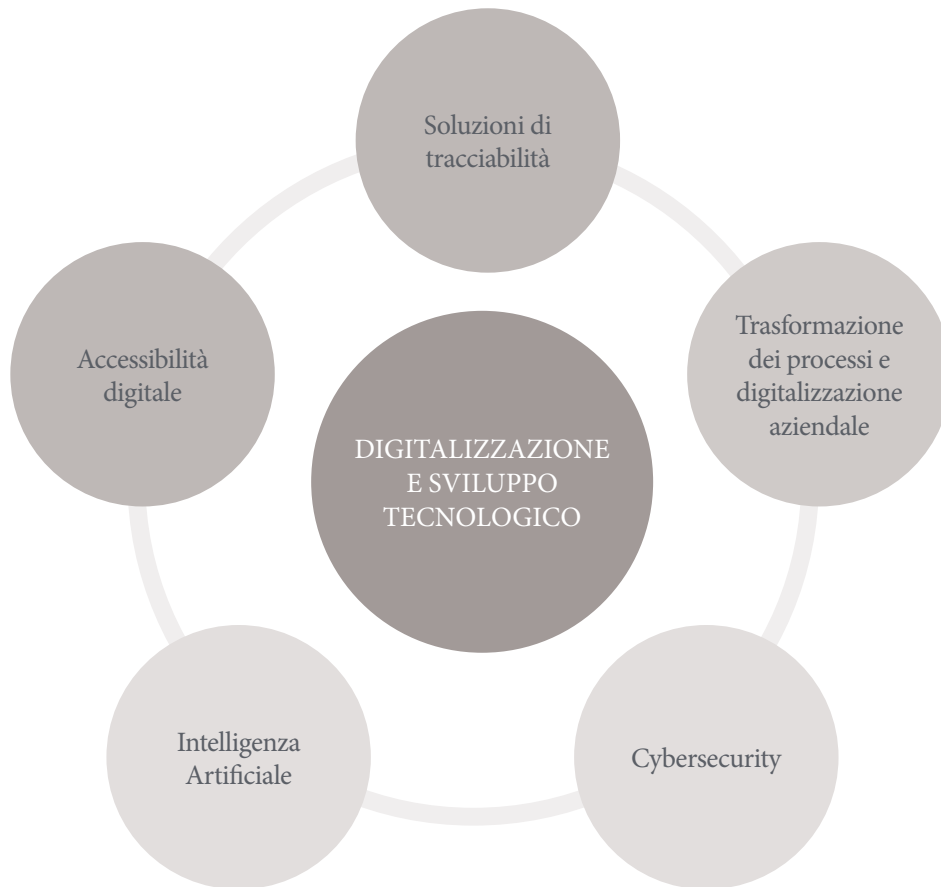 Soluzioni di
tracciabilità
Trasformazione
dei processi e
digitalizzazione
aziendale
Accessibilità
digitale
DIGITALIZZAZIONE
E SVILUPPO
TECNOLOGICO
Intelligenza
Artificiale
Cybersecurity